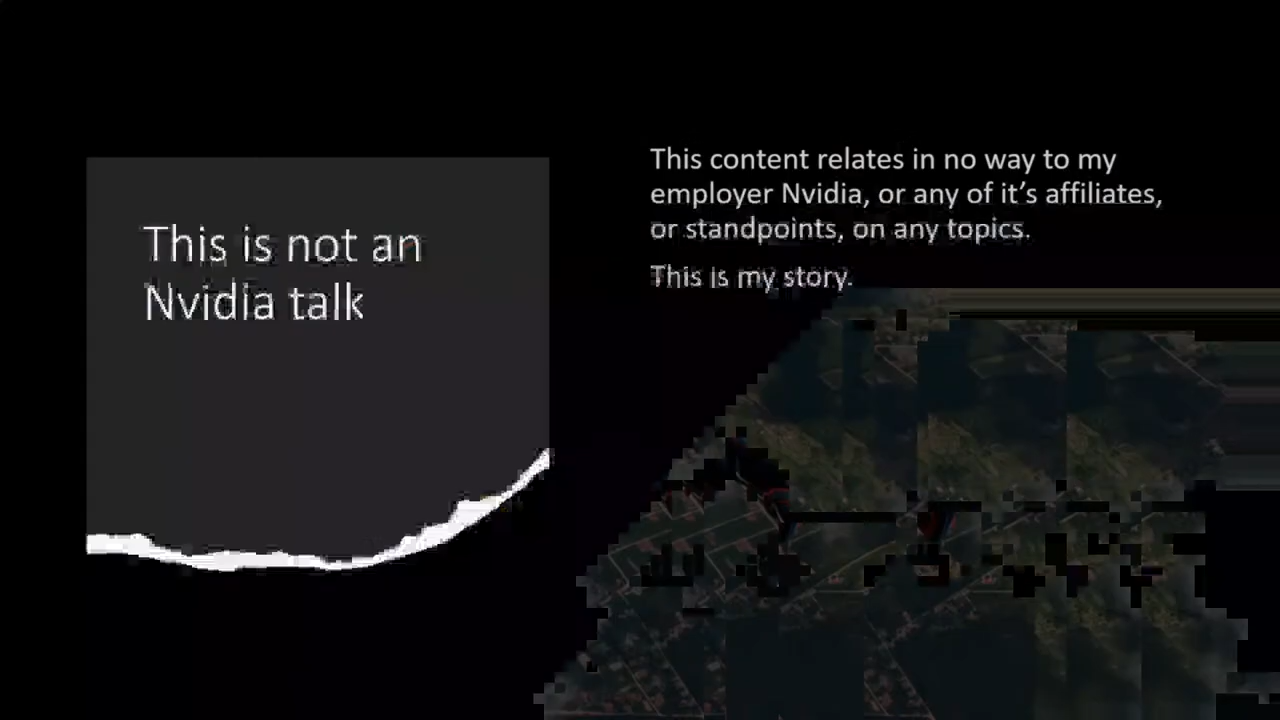 This is not an
Nvidia talk
This content relates in no way to my
employer Nvidia, or any of it’s affiliates,
or standpoints, on any topics.
This is my story.